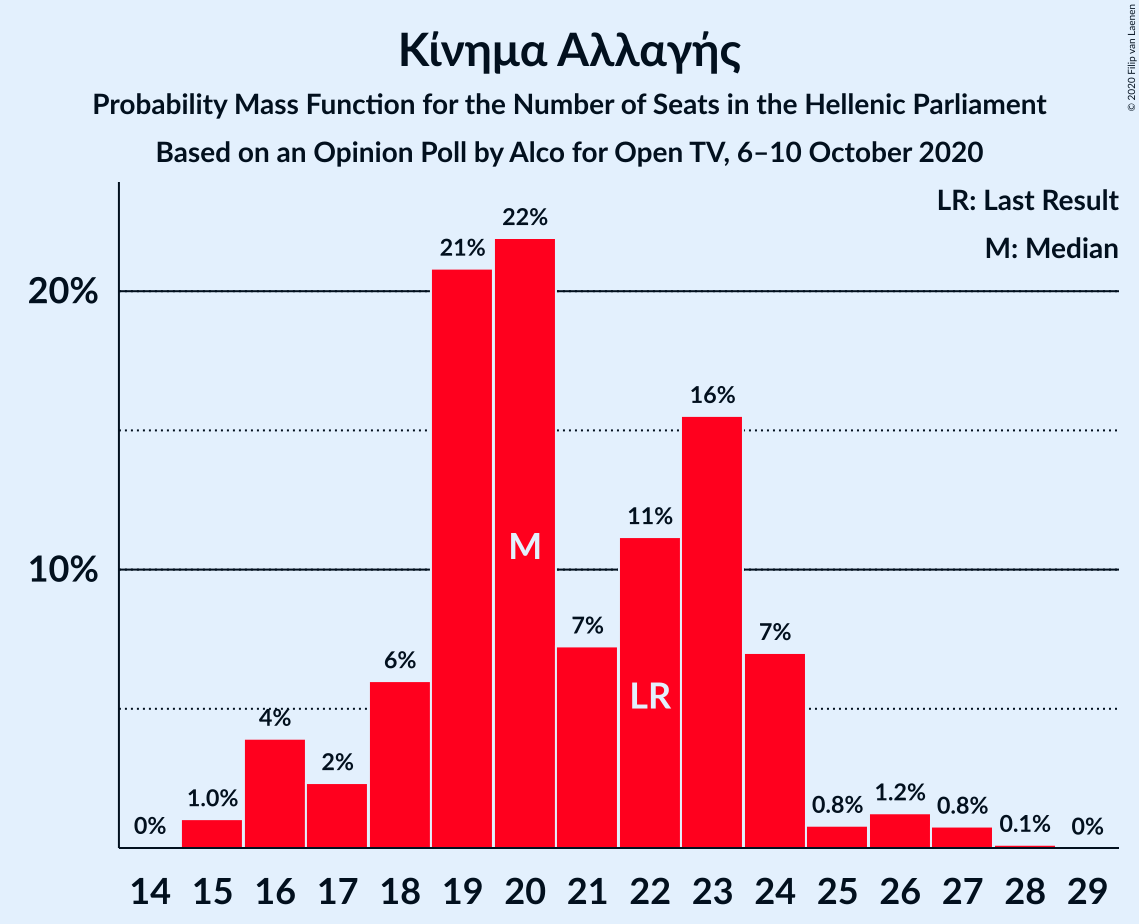 Κίνημα Αλλαγής
Probability Mass Function for the Number of Seats in the Hellenic Parliament
Based on an Opinion Poll by Alco for Open TV, 6–10 October 2020
© 2020 Filip van Laenen
LR: Last Result
M: Median
20%
10%
0%
1.0%
4%
2%
6%
21%
22%
7%
11%
16%
7%
0.8%
1.2%
0.8%
0.1%
0%
M
LR
14 15 16 17 18 19 20 21 22 23 24 25 26 27 28 29